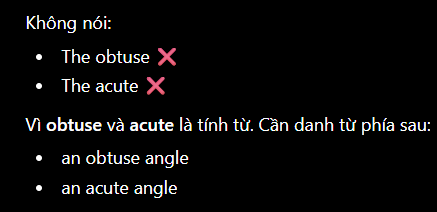 Không nói:
• The obtuse ❌
• The acute ❌
Vì obtuse và acute là tính từ. Cần danh từ phía sau:
• an obtuse angle
• an acute angle